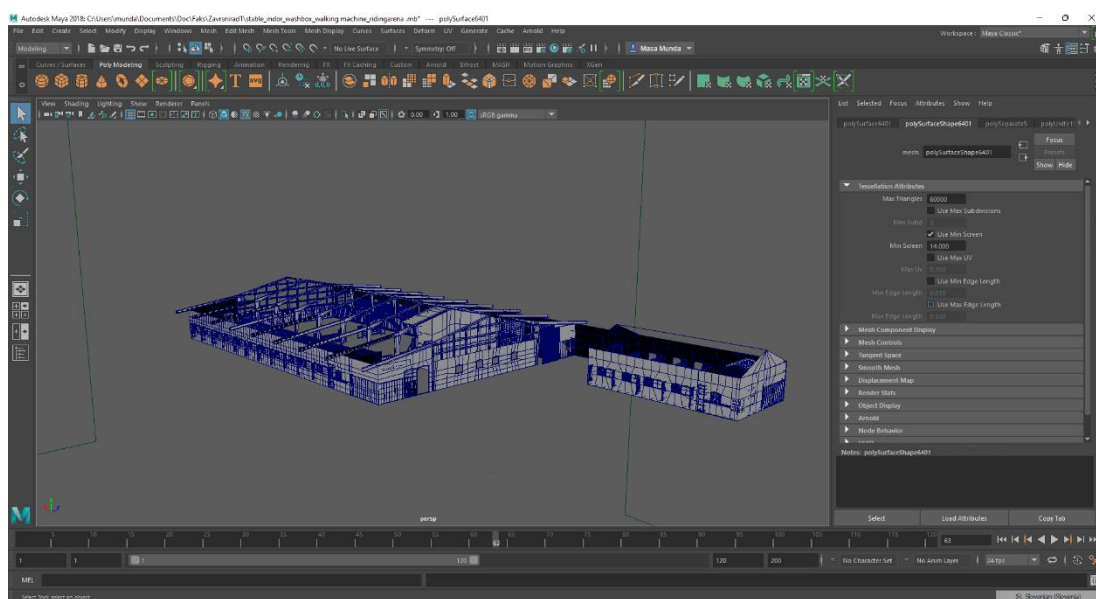 Autodesk Maya 2018: C:\Users\munda\Documents\Doc\Faks\Zavrsnirad1\stable_indor_washbox_walking machine_ridingarena .mb* --- polySurface6401
File Edit Create Select Modify Display Windows Mesh Edit Mesh Mesh Tools Mesh Display Curves Surfaces Deform UV Generate Cache Arnold Help
Workspace: Maya Classic*
Modeling
No Live Surface
Symmetry: Off
Masa Munda
Curves / Surfaces Poly Modeling Sculpting Rigging Animation Rendering FX FX Caching Custom Arnold Bifrost MASH Motion Graphics XGen
View Shading Lighting Show Renderer Panels
0.00 1.00 sRGB gamma
persp
List Selected Focus Attributes Show Help
polySurface6401 polySurfaceShape6401
mesh: polySurfaceShape6401
Focus
Presets
Show Hide
Tessellation Attributes
Max Triangles 60000
Use Max Subdivisions
Max Subd
Use Min Screen
Min Screen 14.000
Use Max UV
Max Uv
Use Min Edge Length
Min Edge Length
Use Max Edge Length
Max Edge Length
Mesh Component Display
Mesh Controls
Tangent Space
Smooth Mesh
Displacement Map
Render Stats
Object Display
Arnold
Node Behavior
Notes: polySurfaceShape6401
Select Load Attributes Copy Tab
5 10 15 20 25 30 35 40 45 50 55 60 63 65 70 75 80 85 90 95 100 105 110 115 120 63
1 1 1 120 120 200 No Character Set No Anim Layer 24 fps
MEL
Select Tool: select an object
SL Slovenian (Slovenia)